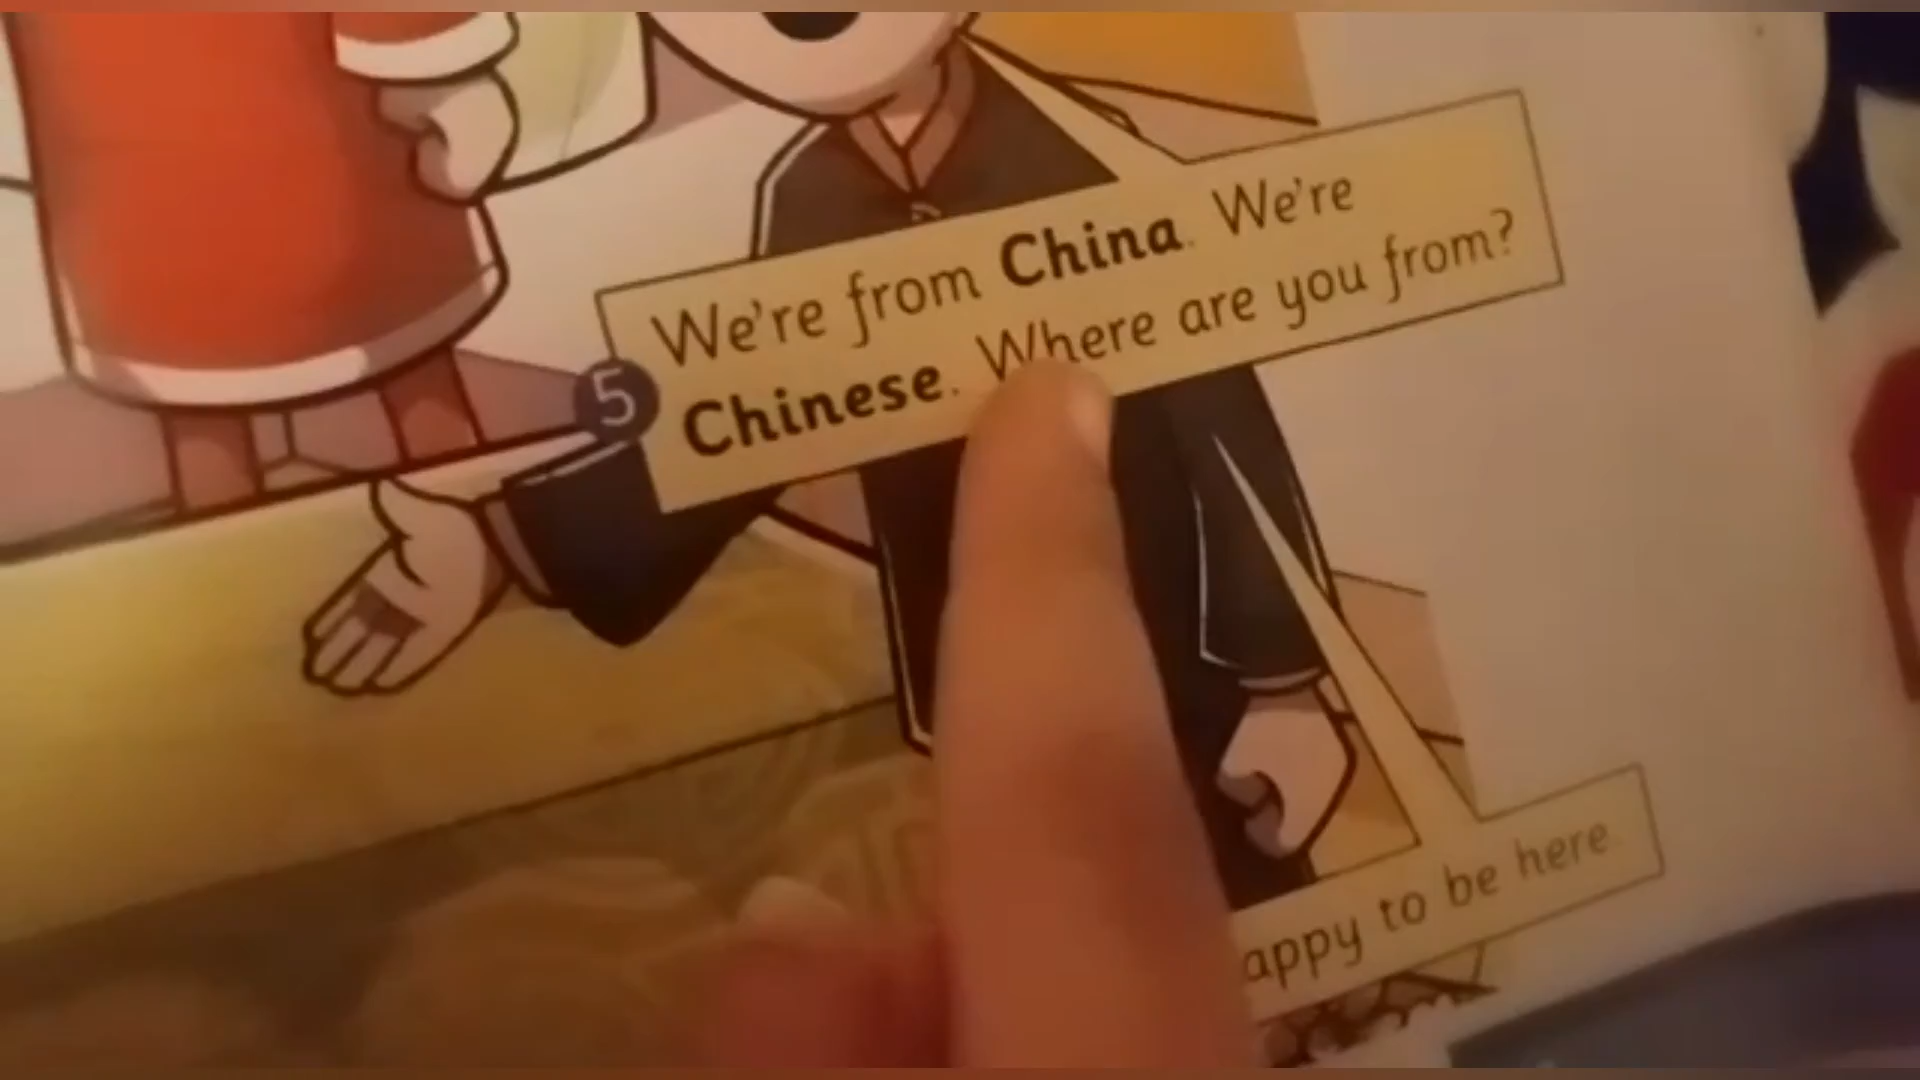 We're from China. We're
Chinese. Where are you from?
5
appy to be here.